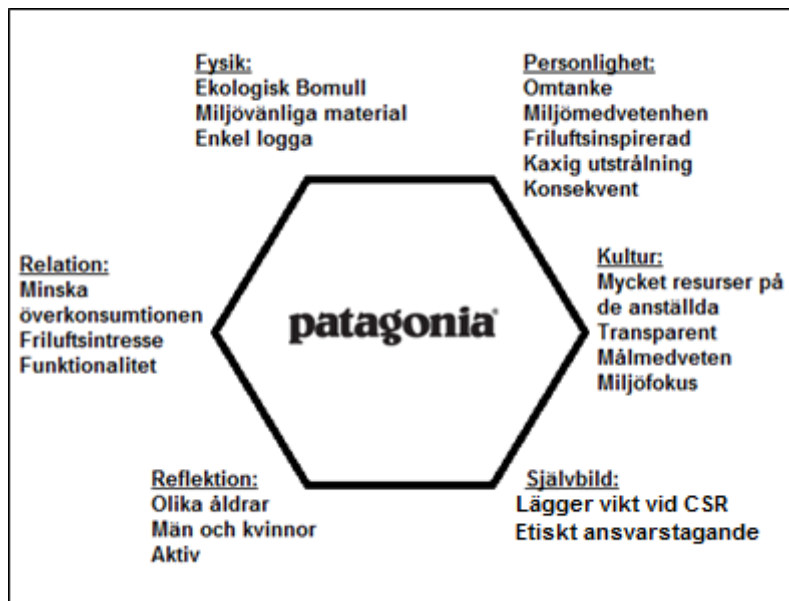 Fysik:
Ekologisk Bomull
Miljövänliga material
Enkel logga
Personlighet:
Omtanke
Miljömedvetenhen
Friluftsinspirerad
Kaxig utstrålning
Konsekvent
Relation:
Minska
överkonsumtionen
Friluftsintresse
Funktionalitet
patagonia®
Kultur:
Mycket resurser på
de anställda
Transparent
Målmedveten
Miljöfokus
Reflektion:
Olika åldrar
Män och kvinnor
Aktiv
Självbild:
Lägger vikt vid CSR
Etiskt ansvarstagande